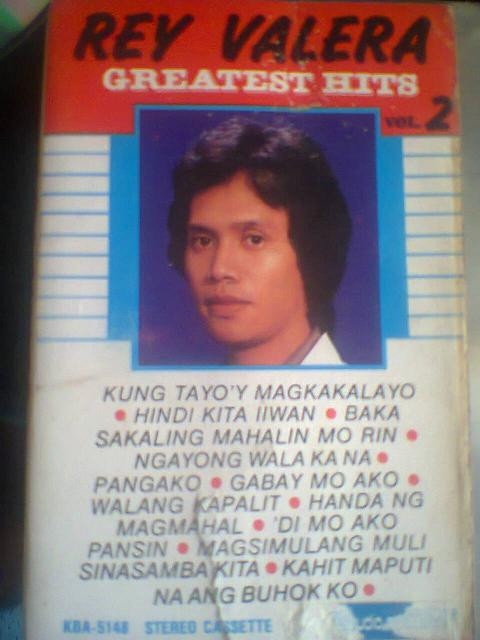 REY VALERA
GREATEST HITS
VOL. 2
KUNG TAYO'Y MAGKAKALAYO
• HINDI KITA IIWAN • BAKA
SAKALING MAHALIN MO RIN •
NGAYONG WALA KA NA •
PANGAKO • GABAY MO AKO •
WALANG KAPALIT • HANDA NG
MAGMAHAL • 'DI MO AKO
PANSIN • MAGSIMULANG MULI
SINASAMBA KITA • KAHIT MAPUTI
NA ANG BUHOK KO •
KBA-5148 STEREO CASSETTE